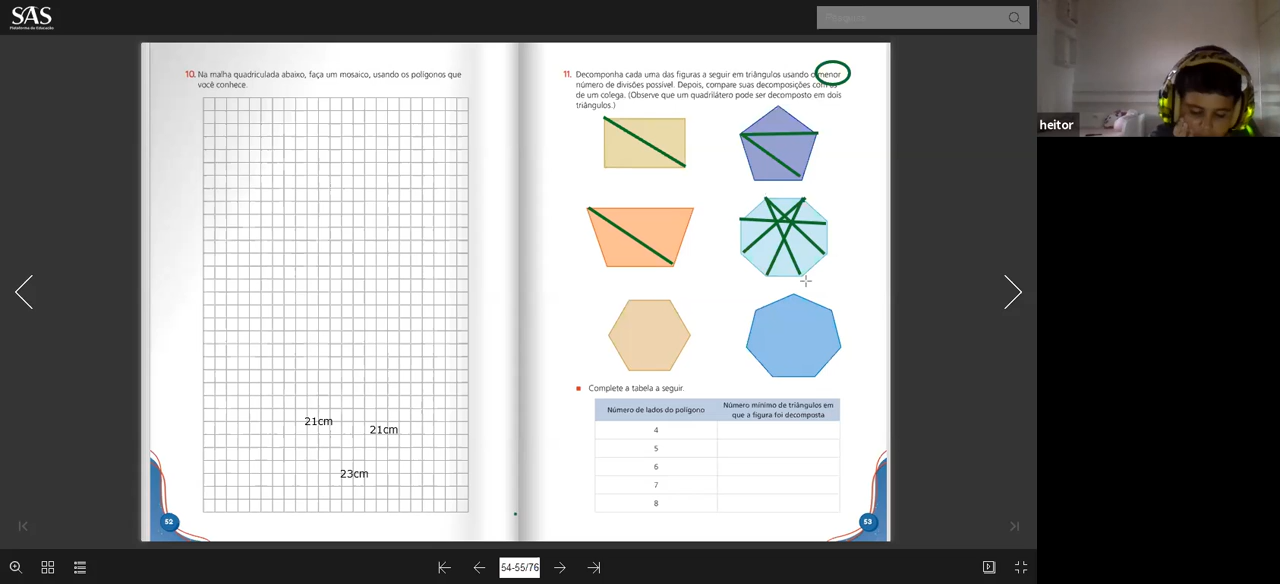 SAS
Plataforma de Educação
Pesquisar
heitor
10. Na malha quadriculada abaixo, faça um mosaico, usando os polígonos que
você conhece.
21cm
21cm
23cm
52
11. Decomponha cada uma das figuras a seguir em triângulos usando o menor
número de divisões possível. Depois, compare suas decomposições com as
de um colega. (Observe que um quadrilátero pode ser decomposto em dois
triângulos.)
Complete a tabela a seguir.
Número de lados do polígono
Número mínimo de triângulos em
que a figura foi decomposta
4
5
6
7
8
53
54-55/76